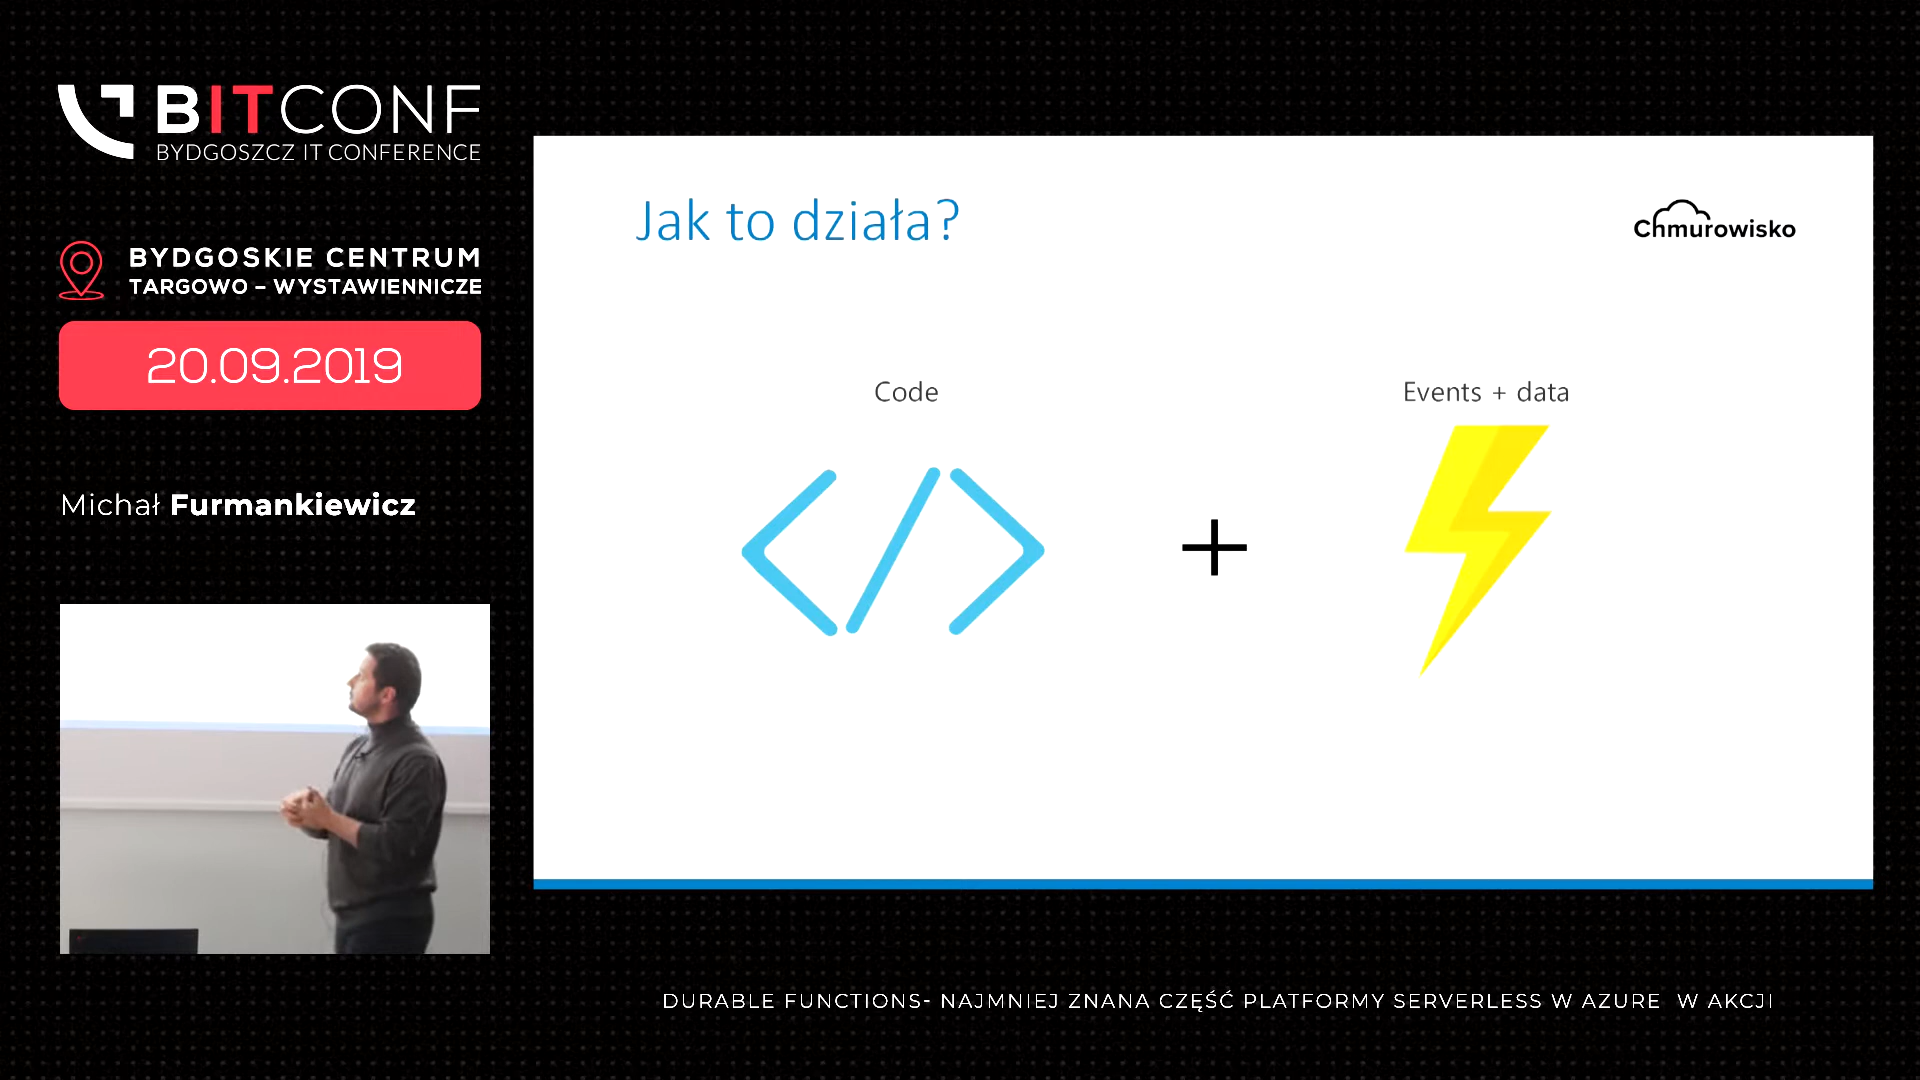 BITCONF
BYDGOSZCZ IT CONFERENCE
BYDGOSKIE CENTRUM
TARGOWO – WYSTAWIENNICZE
20.09.2019
Michał Furmankiewicz
Jak to działa?
Chmurowisko
Code
Events + data
DURABLE FUNCTIONS- NAJMNIEJ ZNANA CZĘŚĆ PLATFORMY SERVERLESS W AZURE W AKCJI